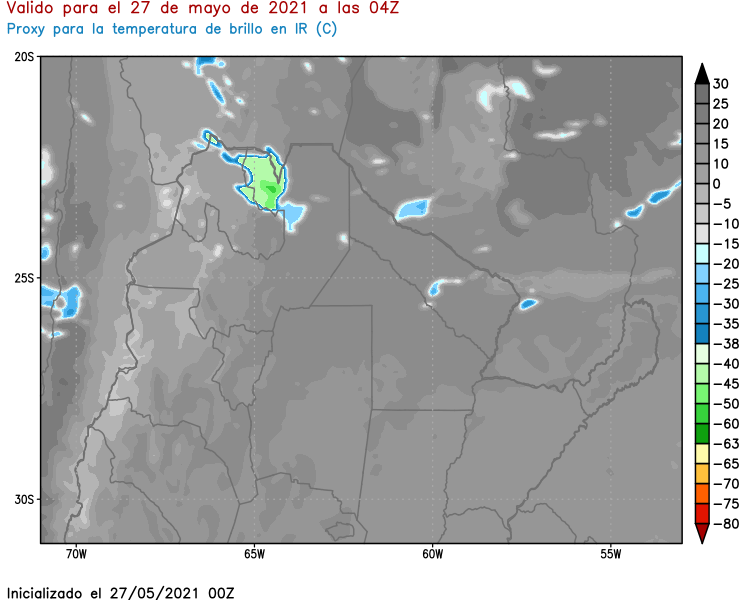 Valido para el 27 de mayo de 2021 a las 04Z
Proxy para la temperatura de brillo en IR (C)
20S
25S
30S
70W
65W
60W
55W
30
25
20
15
10
0
-5
-10
-15
-20
-25
-30
-35
-38
-40
-45
-50
-60
-63
-65
-70
-75
-80
Inicializado el 27/05/2021 00Z